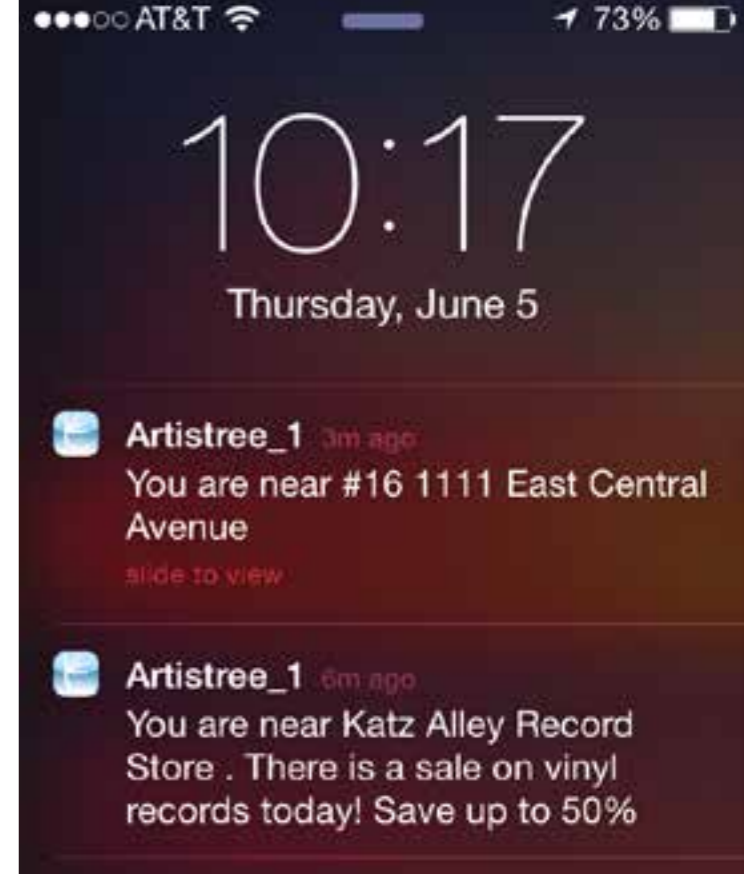 AT&T 73%
10:17
Thursday, June 5
Artistree_1 3m ago
You are near #16 1111 East Central
Avenue
slide to view
Artistree_1 6m ago
You are near Katz Alley Record
Store . There is a sale on vinyl
records today! Save up to 50%